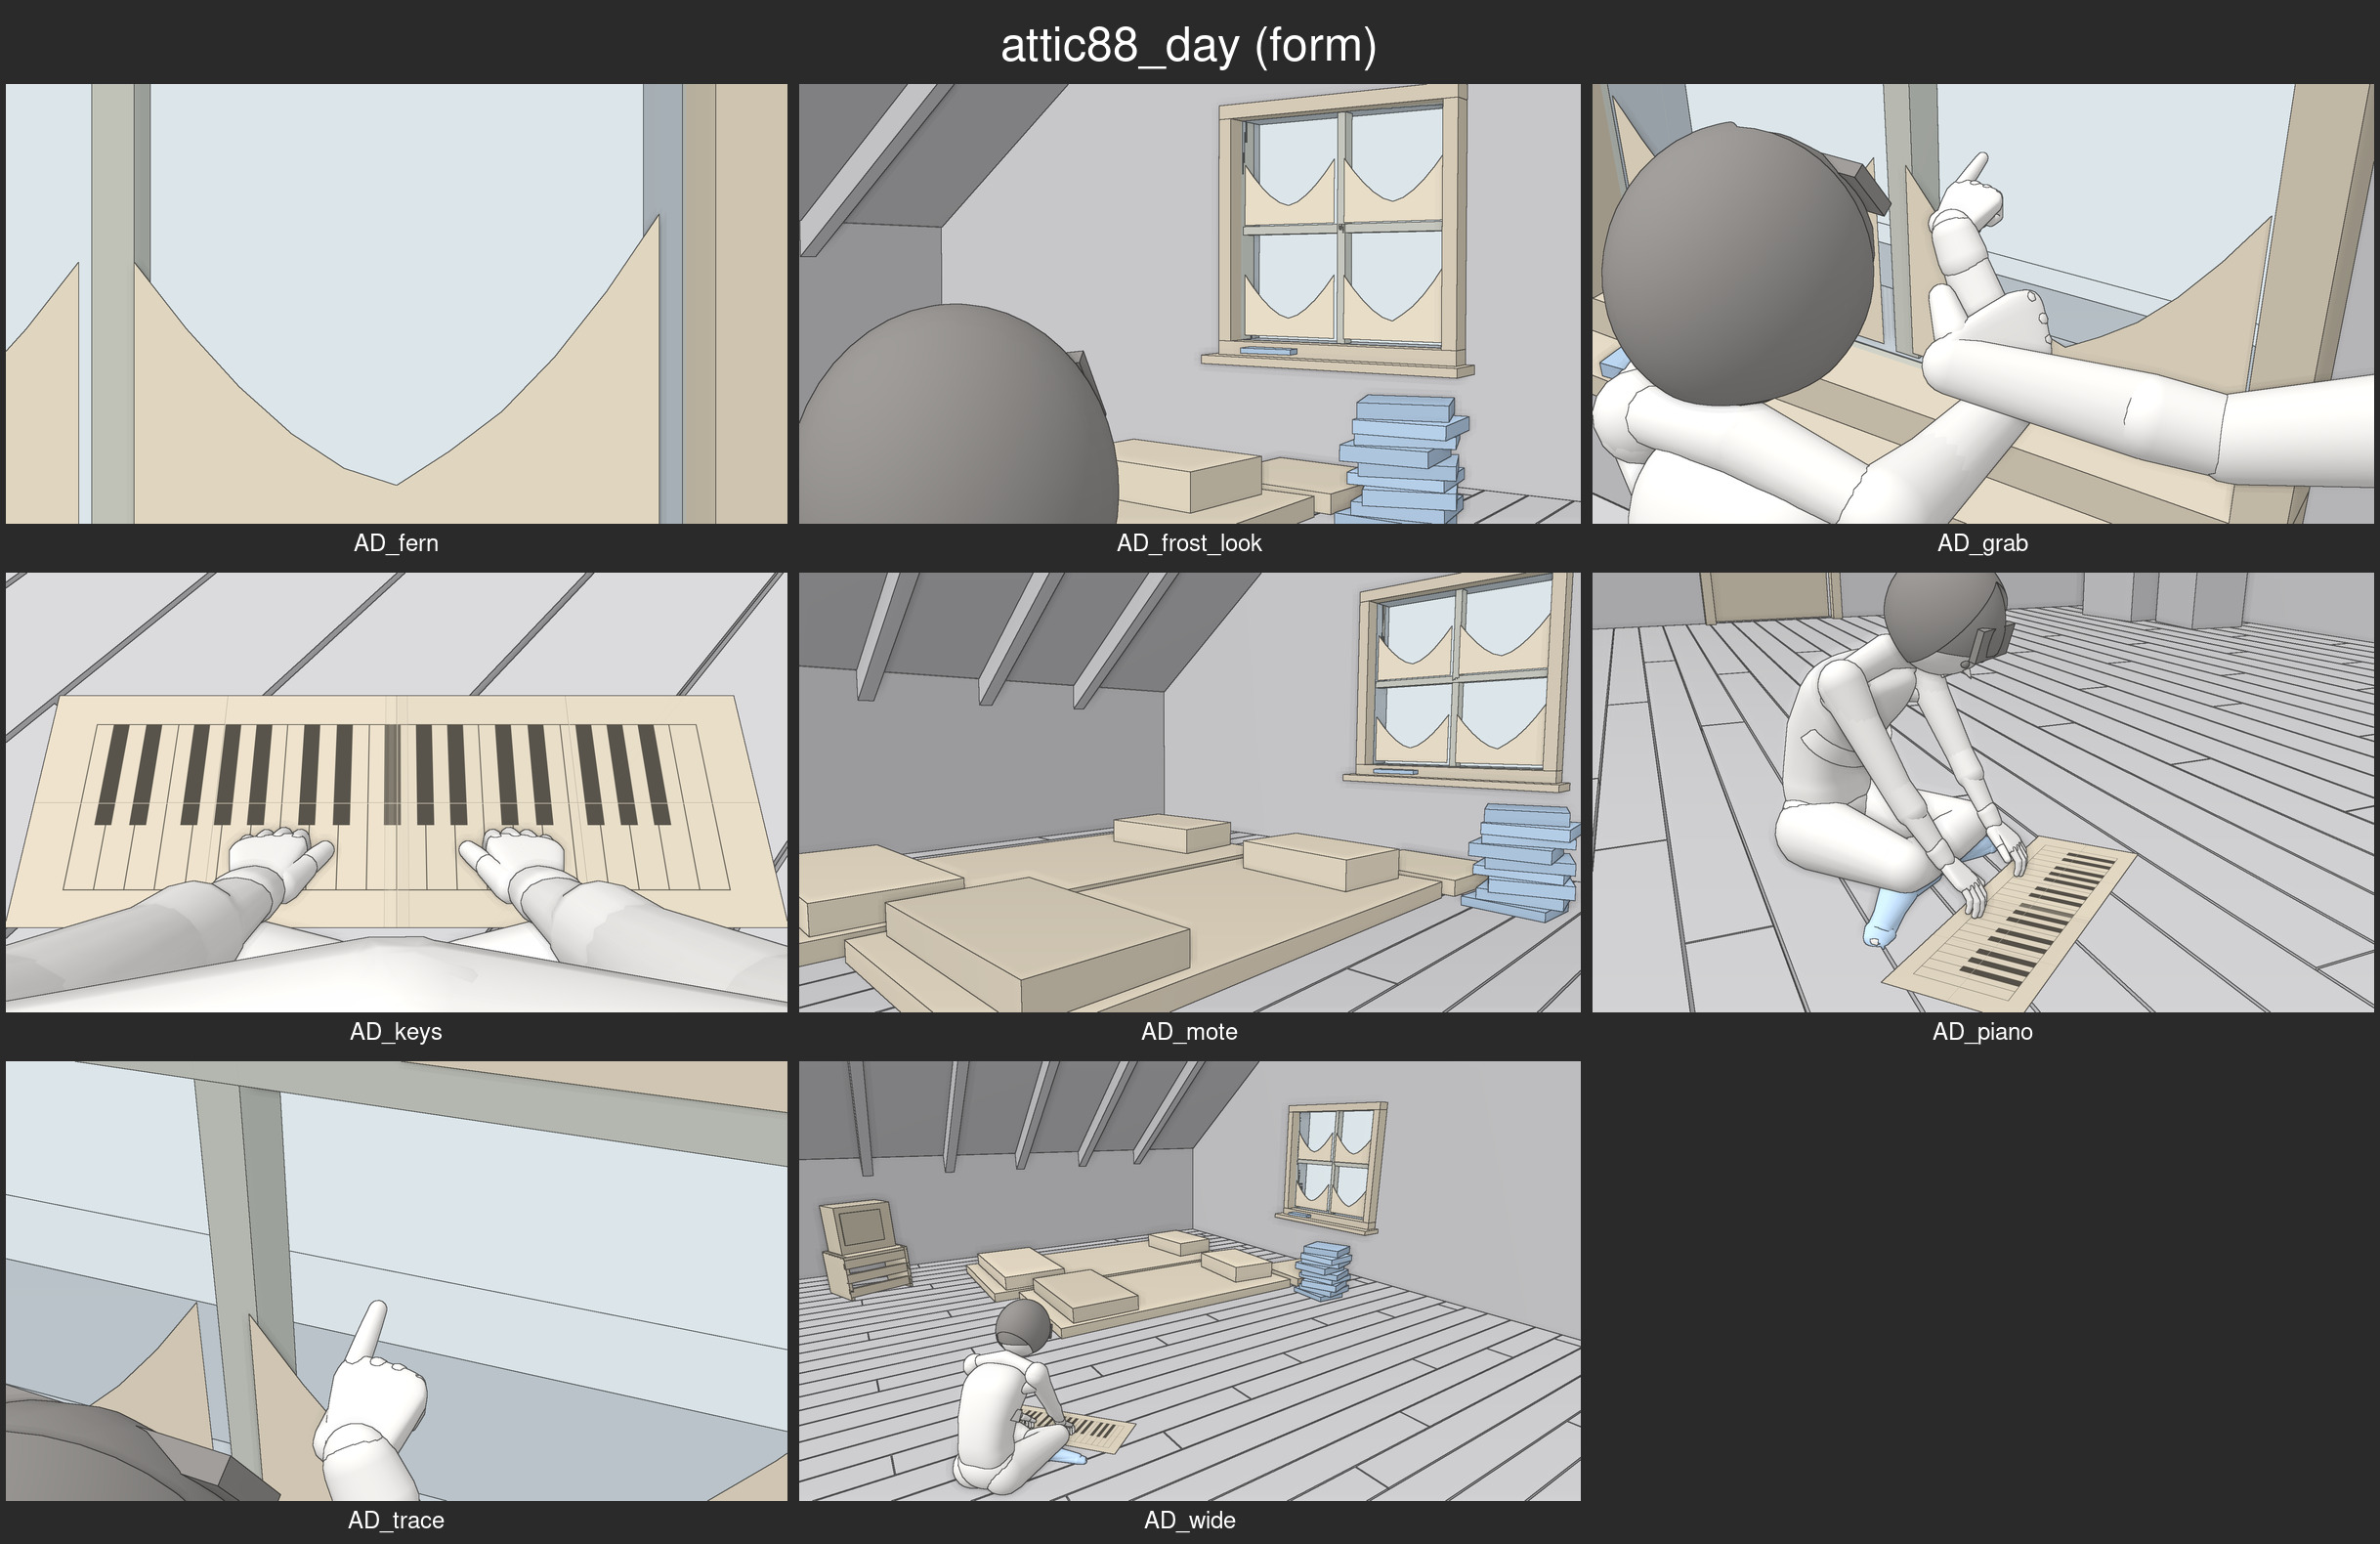 attic88_day (form)
AD_fern
AD_frost_look
AD_grab
AD_keys
AD_mote
AD_piano
AD_trace
AD_wide